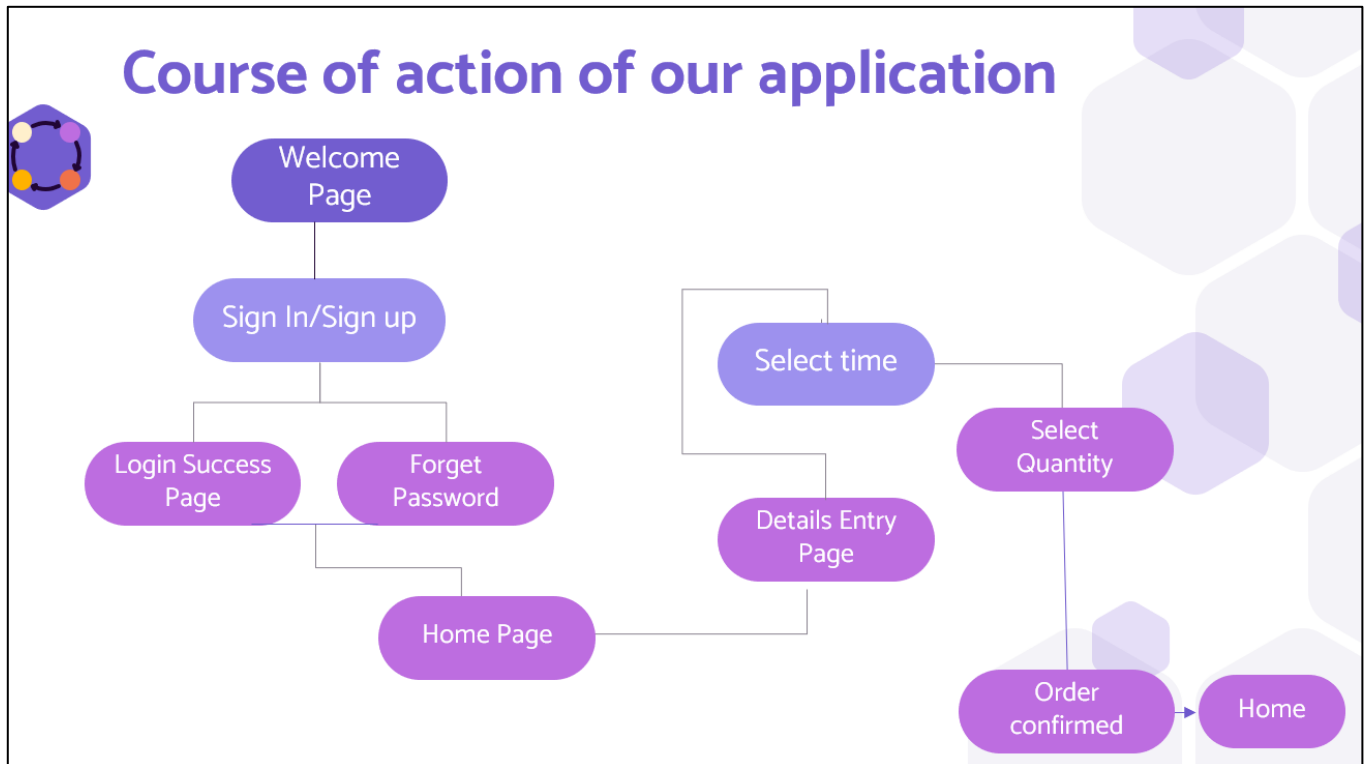 Course of action of our application
Welcome
Page
Sign In/Sign up
Login Success
Page
Forget
Password
Home Page
Details Entry
Page
Select time
Select
Quantity
Order
confirmed
Home